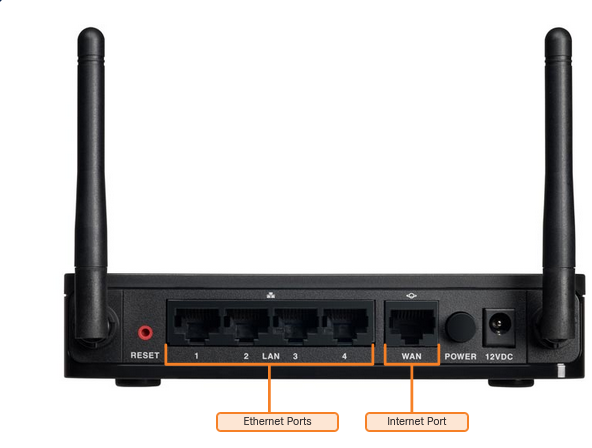 RESET
1
2
LAN
3
4
WAN
POWER
12VDC
Ethernet Ports
Internet Port